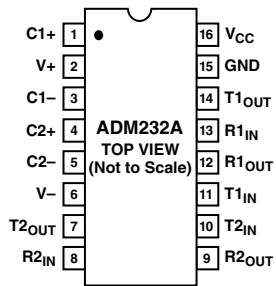 C1+ 1 16 VCC
V+ 2 15 GND
C1– 3 14 T1OUT
C2+ 4 13 R1IN
C2– 5 12 R1OUT
V– 6 11 T1IN
T2OUT 7 10 T2IN
R2IN 8 9 R2OUT
ADM232A
TOP VIEW
(Not to Scale)